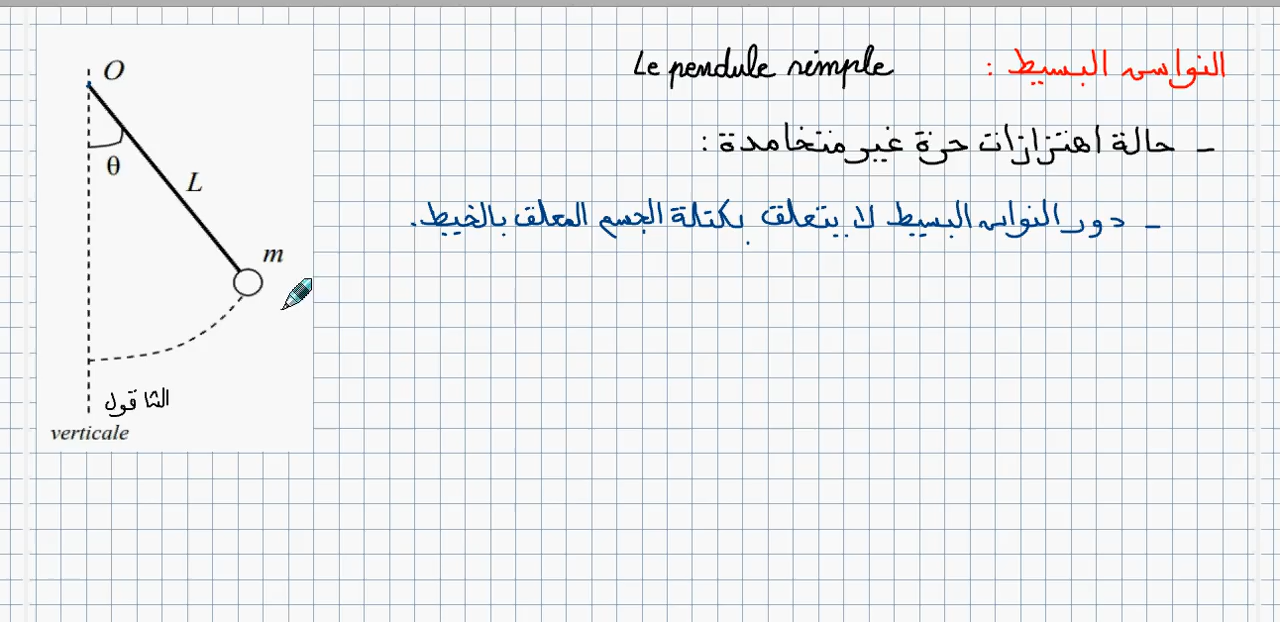 النواس البسيط : Le pendule simple
- حالة اهتزازات حرة غير متخامدة :
- دور النواس البسيط لا يتعلق بكتلة الجسم المعلق بالخيط.
O
θ
L
m
الشاقول
verticale